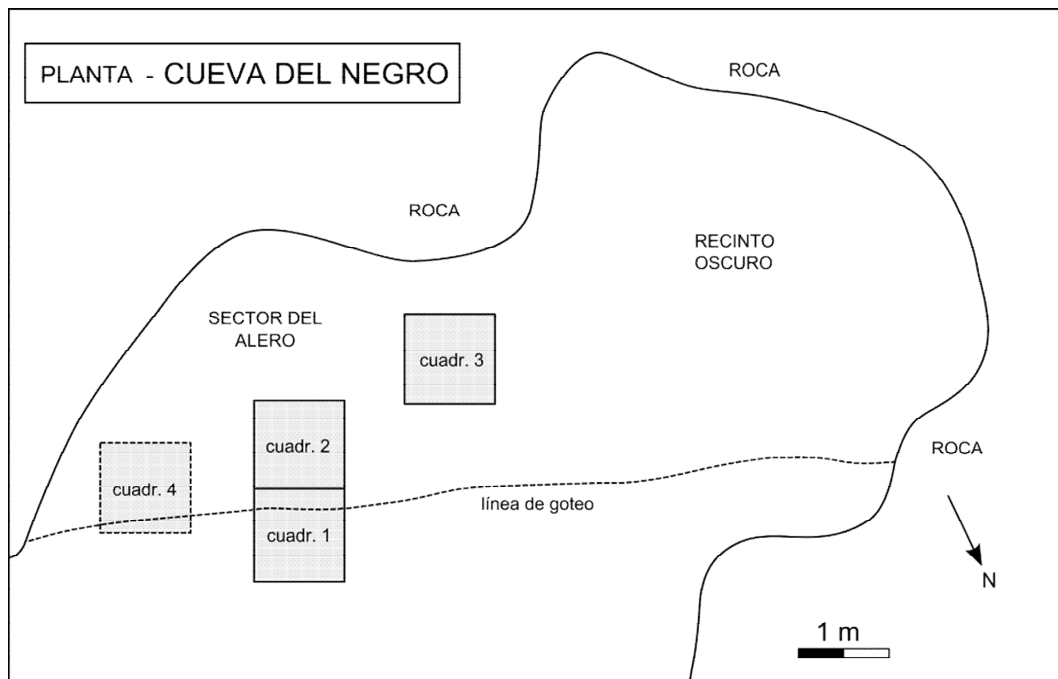 PLANTA - CUEVA DEL NEGRO
ROCA
ROCA
RECINTO
OSCURO
SECTOR DEL
ALERO
cuadr. 3
cuadr. 2
cuadr. 4
cuadr. 1
línea de goteo
ROCA
N
1 m